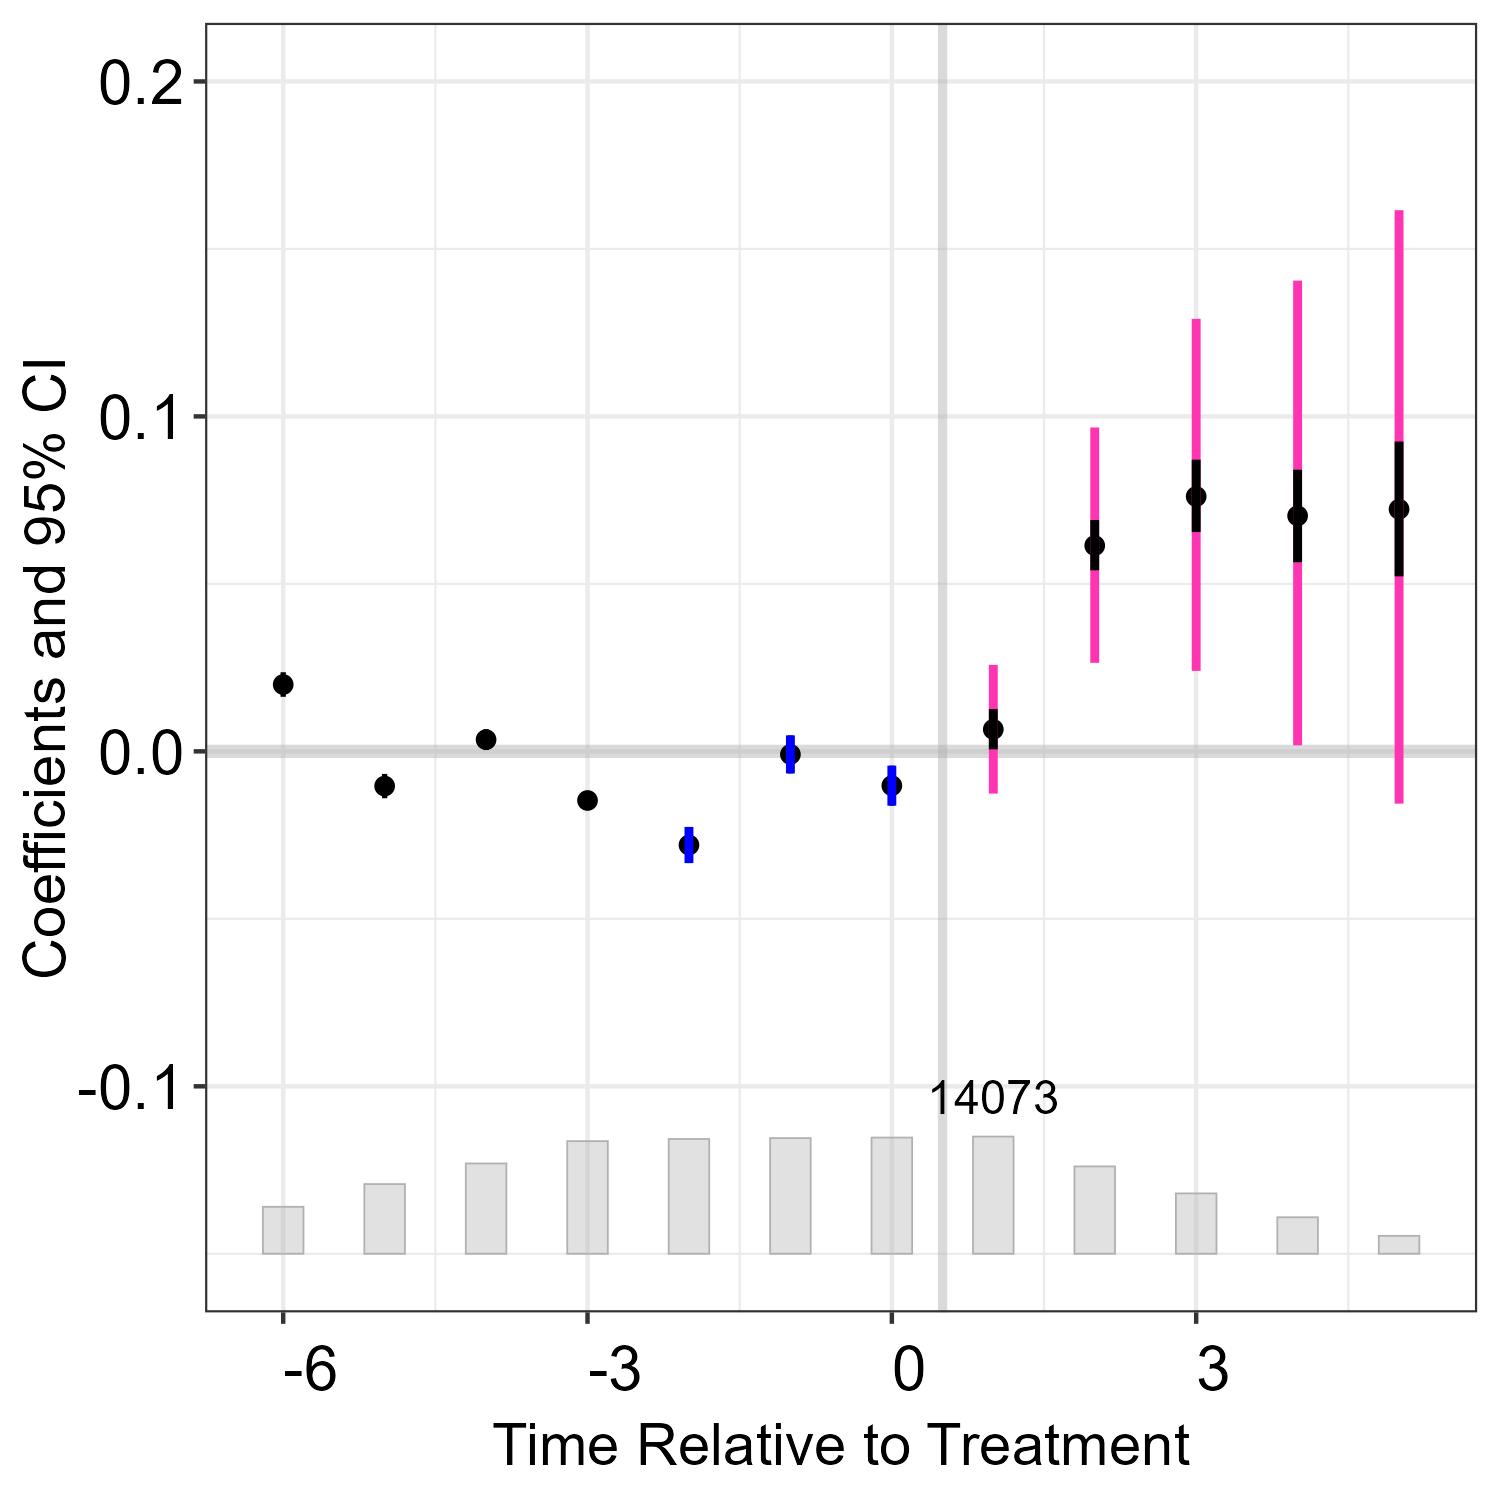 Coefficients and 95% CI
0.2
0.1
0.0
-0.1
14073
-6 -3 0 3
Time Relative to Treatment